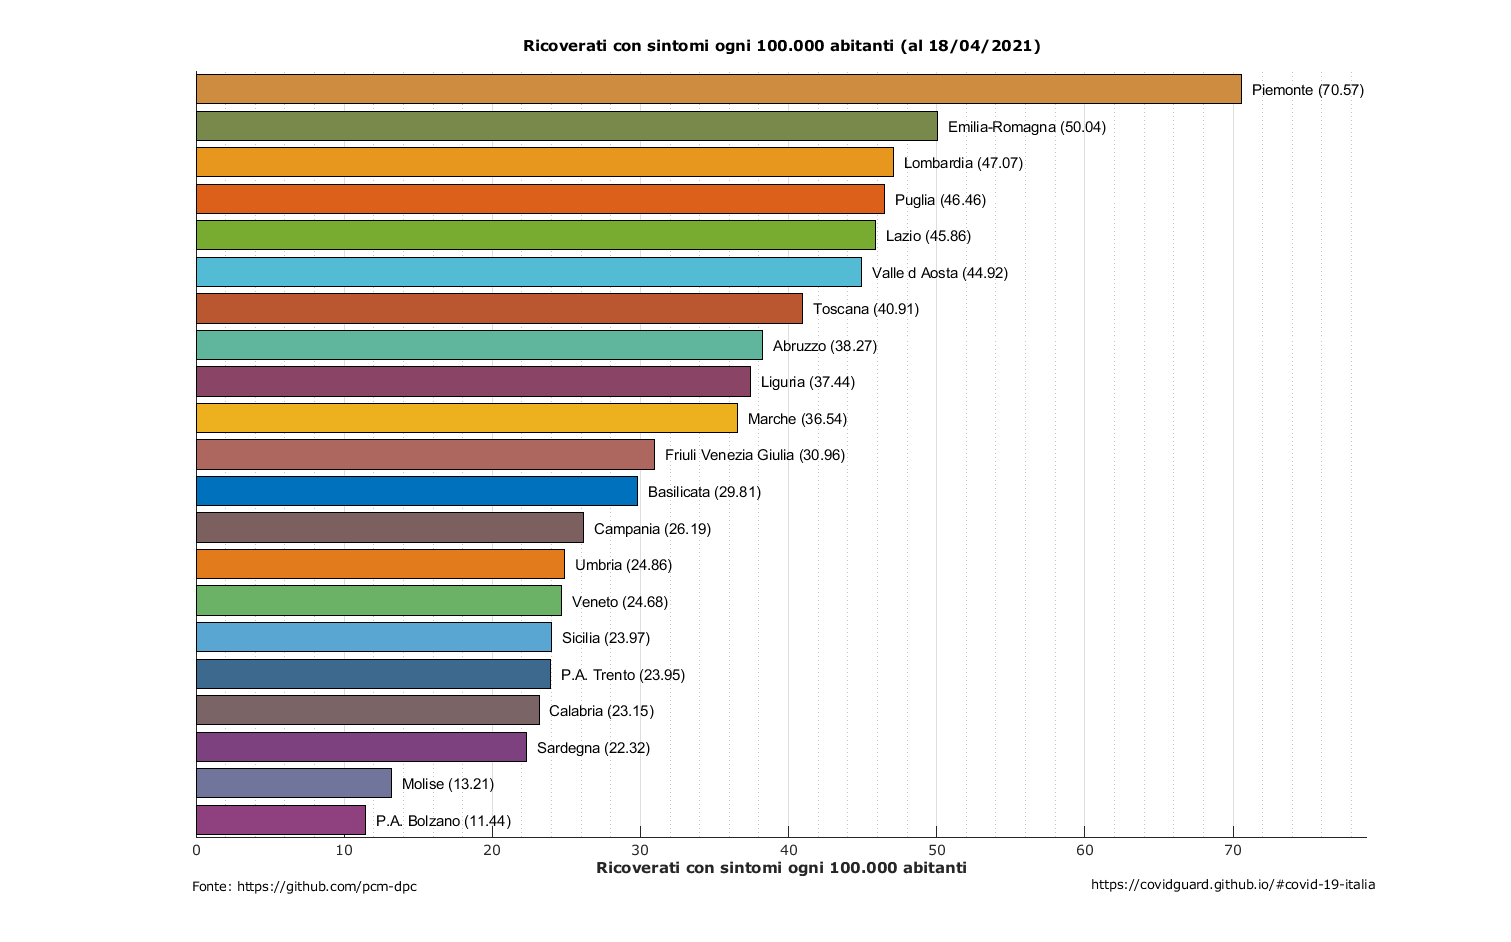 Ricoverati con sintomi ogni 100.000 abitanti (al 18/04/2021)
Piemonte (70.57)
Emilia-Romagna (50.04)
Lombardia (47.07)
Puglia (46.46)
Lazio (45.86)
Valle d Aosta (44.92)
Toscana (40.91)
Abruzzo (38.27)
Liguria (37.44)
Marche (36.54)
Friuli Venezia Giulia (30.96)
Basilicata (29.81)
Campania (26.19)
Umbria (24.86)
Veneto (24.68)
Sicilia (23.97)
P.A. Trento (23.95)
Calabria (23.15)
Sardegna (22.32)
Molise (13.21)
P.A. Bolzano (11.44)
0 10 20 30 40 50 60 70
Ricoverati con sintomi ogni 100.000 abitanti
Fonte: https://github.com/pcm-dpc
https://covidguard.github.io/#covid-19-italia